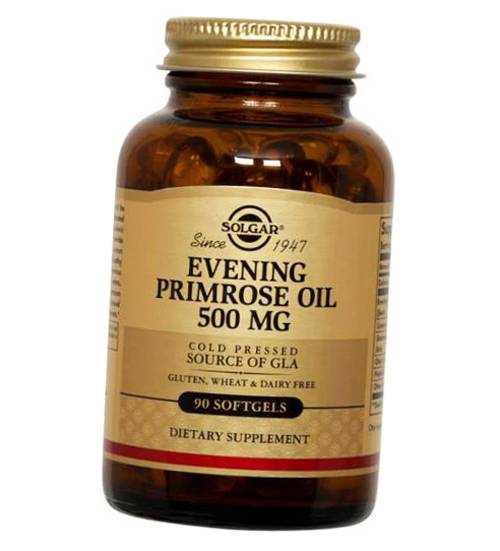 SOLGAR®
Since 1947
EVENING
PRIMROSE OIL
500 MG
COLD PRESSED
SOURCE OF GLA
GLUTEN, WHEAT & DAIRY FREE
90 SOFTGELS
DIETARY SUPPLEMENT